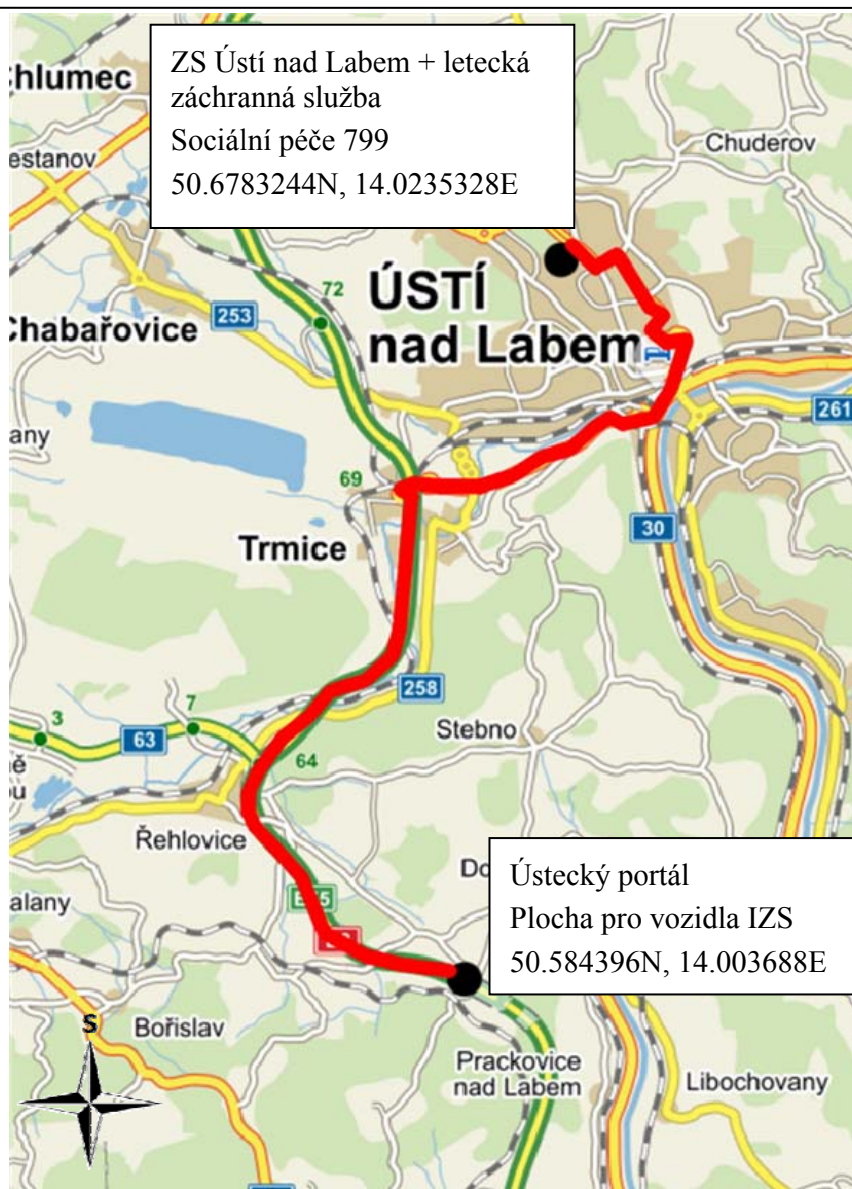 ZS Ústí nad Labem + letecká
záchranná služba
Sociální péče 799
50.6783244N, 14.0235328E
Chuderov
72
253
ÚSTÍ
nad Labem
261
69
Trmice
30
258
Stebno
3
63
7
64
Řehlovice
Ústecký portál
Plocha pro vozidla IZS
50.584396N, 14.003688E
S
Bořislav
Prackovice
nad Labem
Libochovany
Chabařovice